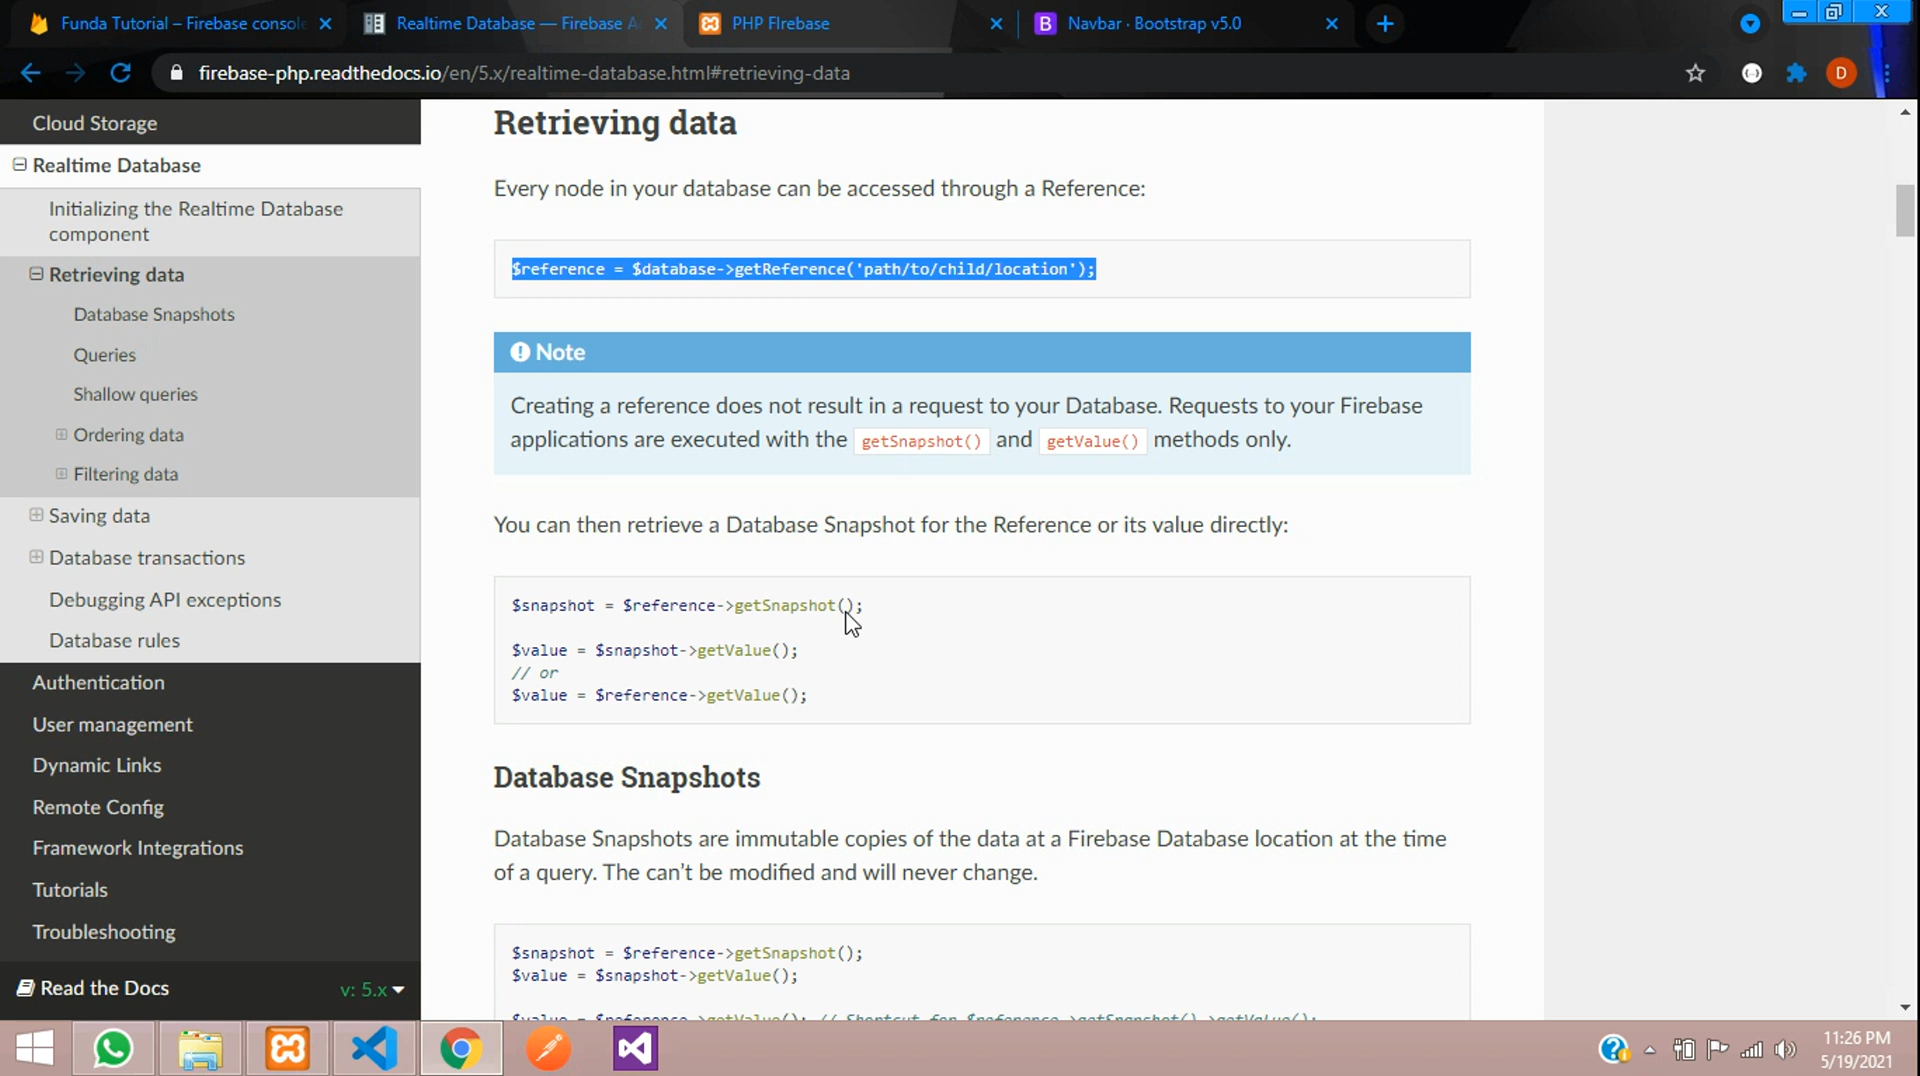 Funda Tutorial – Firebase console
Realtime Database — Firebase A
PHP FIrebase
B
Navbar · Bootstrap v5.0
firebase-php.readthedocs.io/en/5.x/realtime-database.html#retrieving-data
D
Cloud Storage
Realtime Database
Initializing the Realtime Database
component
Retrieving data
Database Snapshots
Queries
Shallow queries
Ordering data
Filtering data
Saving data
Database transactions
Debugging API exceptions
Database rules
Authentication
User management
Dynamic Links
Remote Config
Framework Integrations
Tutorials
Troubleshooting
Read the Docs
v: 5.x
Retrieving data
Every node in your database can be accessed through a Reference:
$reference = $database->getReference('path/to/child/location');
Note
Creating a reference does not result in a request to your Database. Requests to your Firebase
applications are executed with the getSnapshot() and getValue() methods only.
You can then retrieve a Database Snapshot for the Reference or its value directly:
$snapshot = $reference->getSnapshot();
$value = $snapshot->getValue();
// or
$value = $reference->getValue();
Database Snapshots
Database Snapshots are immutable copies of the data at a Firebase Database location at the time
of a query. The can't be modified and will never change.
$snapshot = $reference->getSnapshot();
$value = $snapshot->getValue();
$value = $reference->getValue(); // Shortcut for $reference->getSnapshot()->getValue();
11:26 PM
5/19/2021